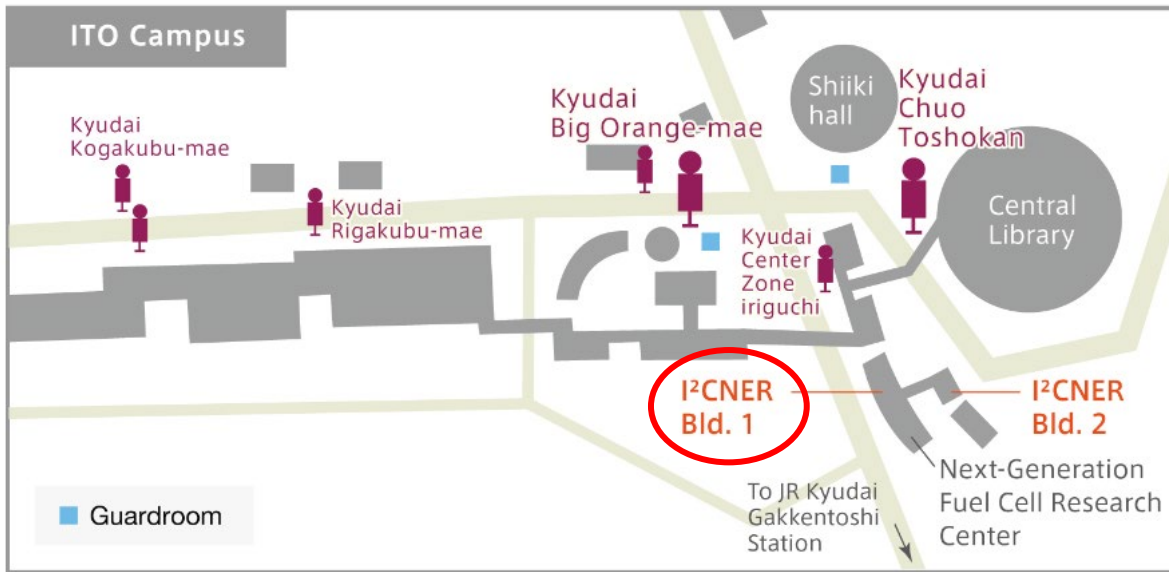 ITO Campus
Kyudai
Kogakubu-mae
Kyudai
Rigakubu-mae
Kyudai
Big Orange-mae
Shiiki
hall
Kyudai
Chuo
Toshokan
Central
Library
Kyudai
Center
Zone
iriguchi
I²CNER
Bld. 1
I²CNER
Bld. 2
Next-Generation
Fuel Cell Research
Center
To JR Kyudai
Gakkentoshi
Station
Guardroom